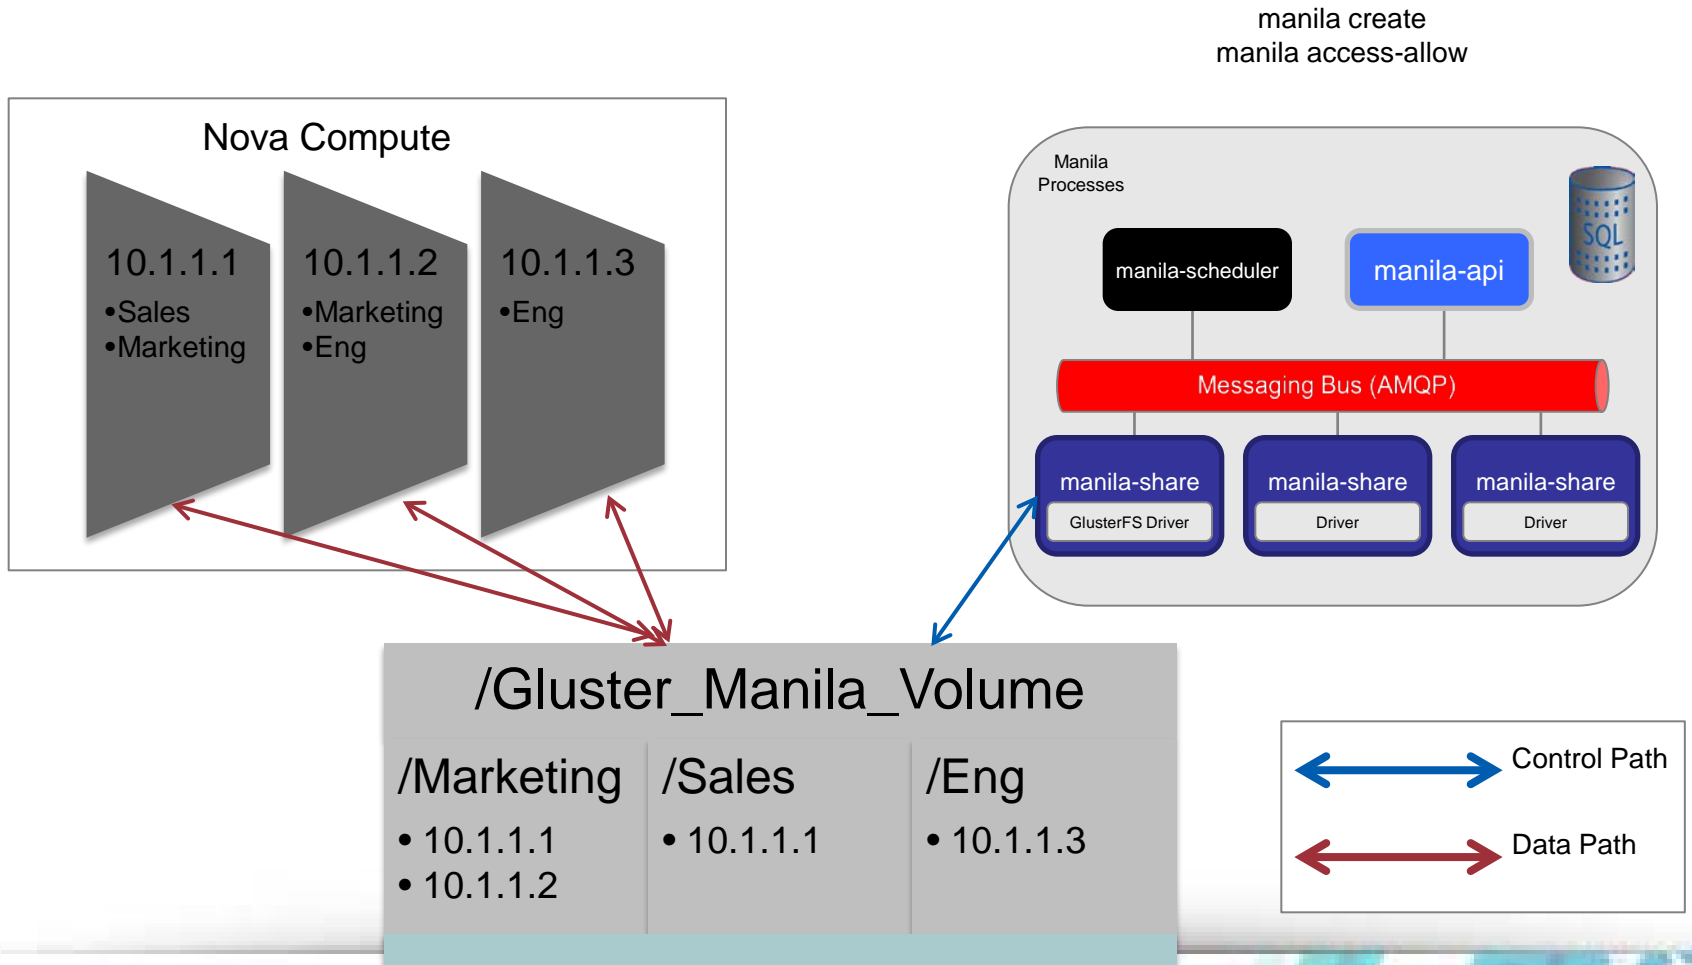 manila create
manila access-allow
Nova Compute
10.1.1.1
•Sales
•Marketing
10.1.1.2
•Marketing
•Eng
10.1.1.3
•Eng
Manila
Processes
SQL
manila-scheduler
manila-api
Messaging Bus (AMQP)
manila-share
GlusterFS Driver
manila-share
Driver
manila-share
Driver
/Gluster_Manila_Volume
/Marketing
• 10.1.1.1
• 10.1.1.2
/Sales
• 10.1.1.1
/Eng
• 10.1.1.3
Control Path
Data Path